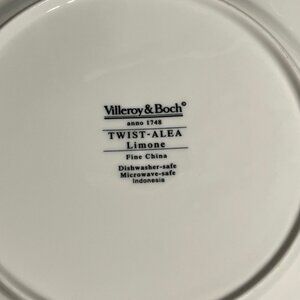 Villeroy&Boch®
anno 1748
TWIST-ALEA
Limone
Fine China
Dishwasher-safe
Microwave-safe
Indonesia